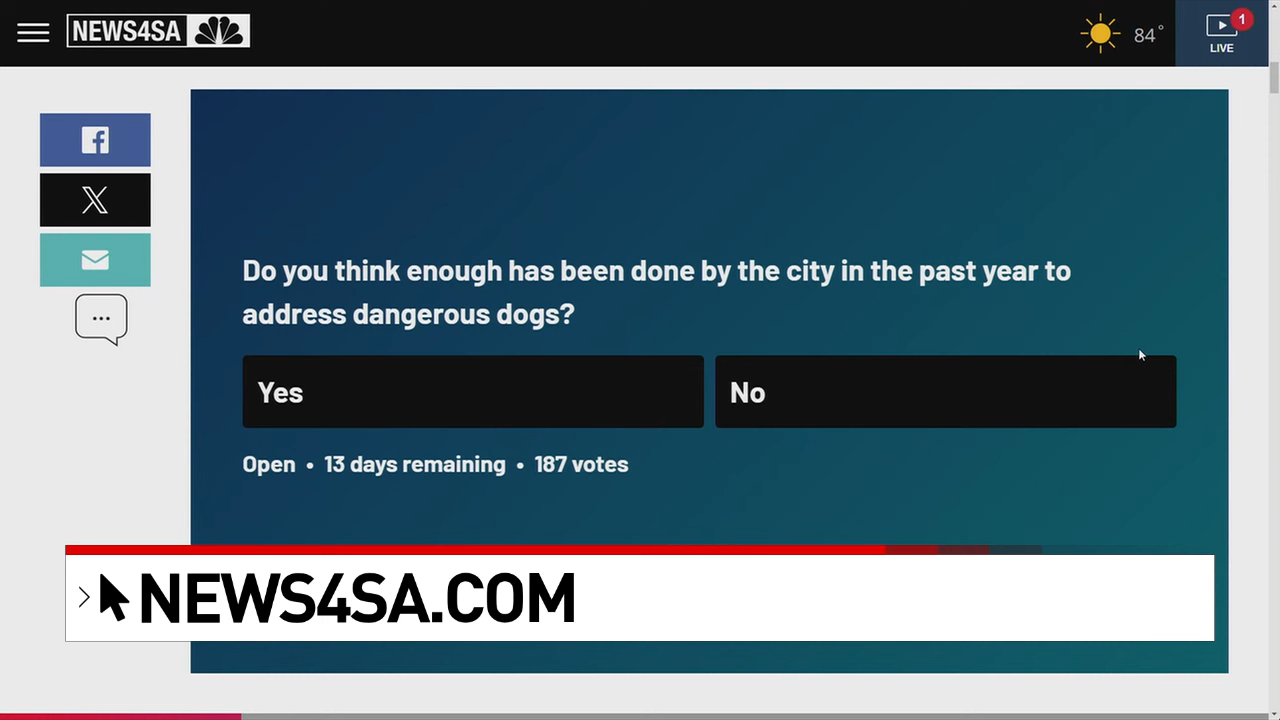 NEWS4SA
84°
1
LIVE
Do you think enough has been done by the city in the past year to
address dangerous dogs?
Yes
No
Open • 13 days remaining • 187 votes
NEWS4SA.COM